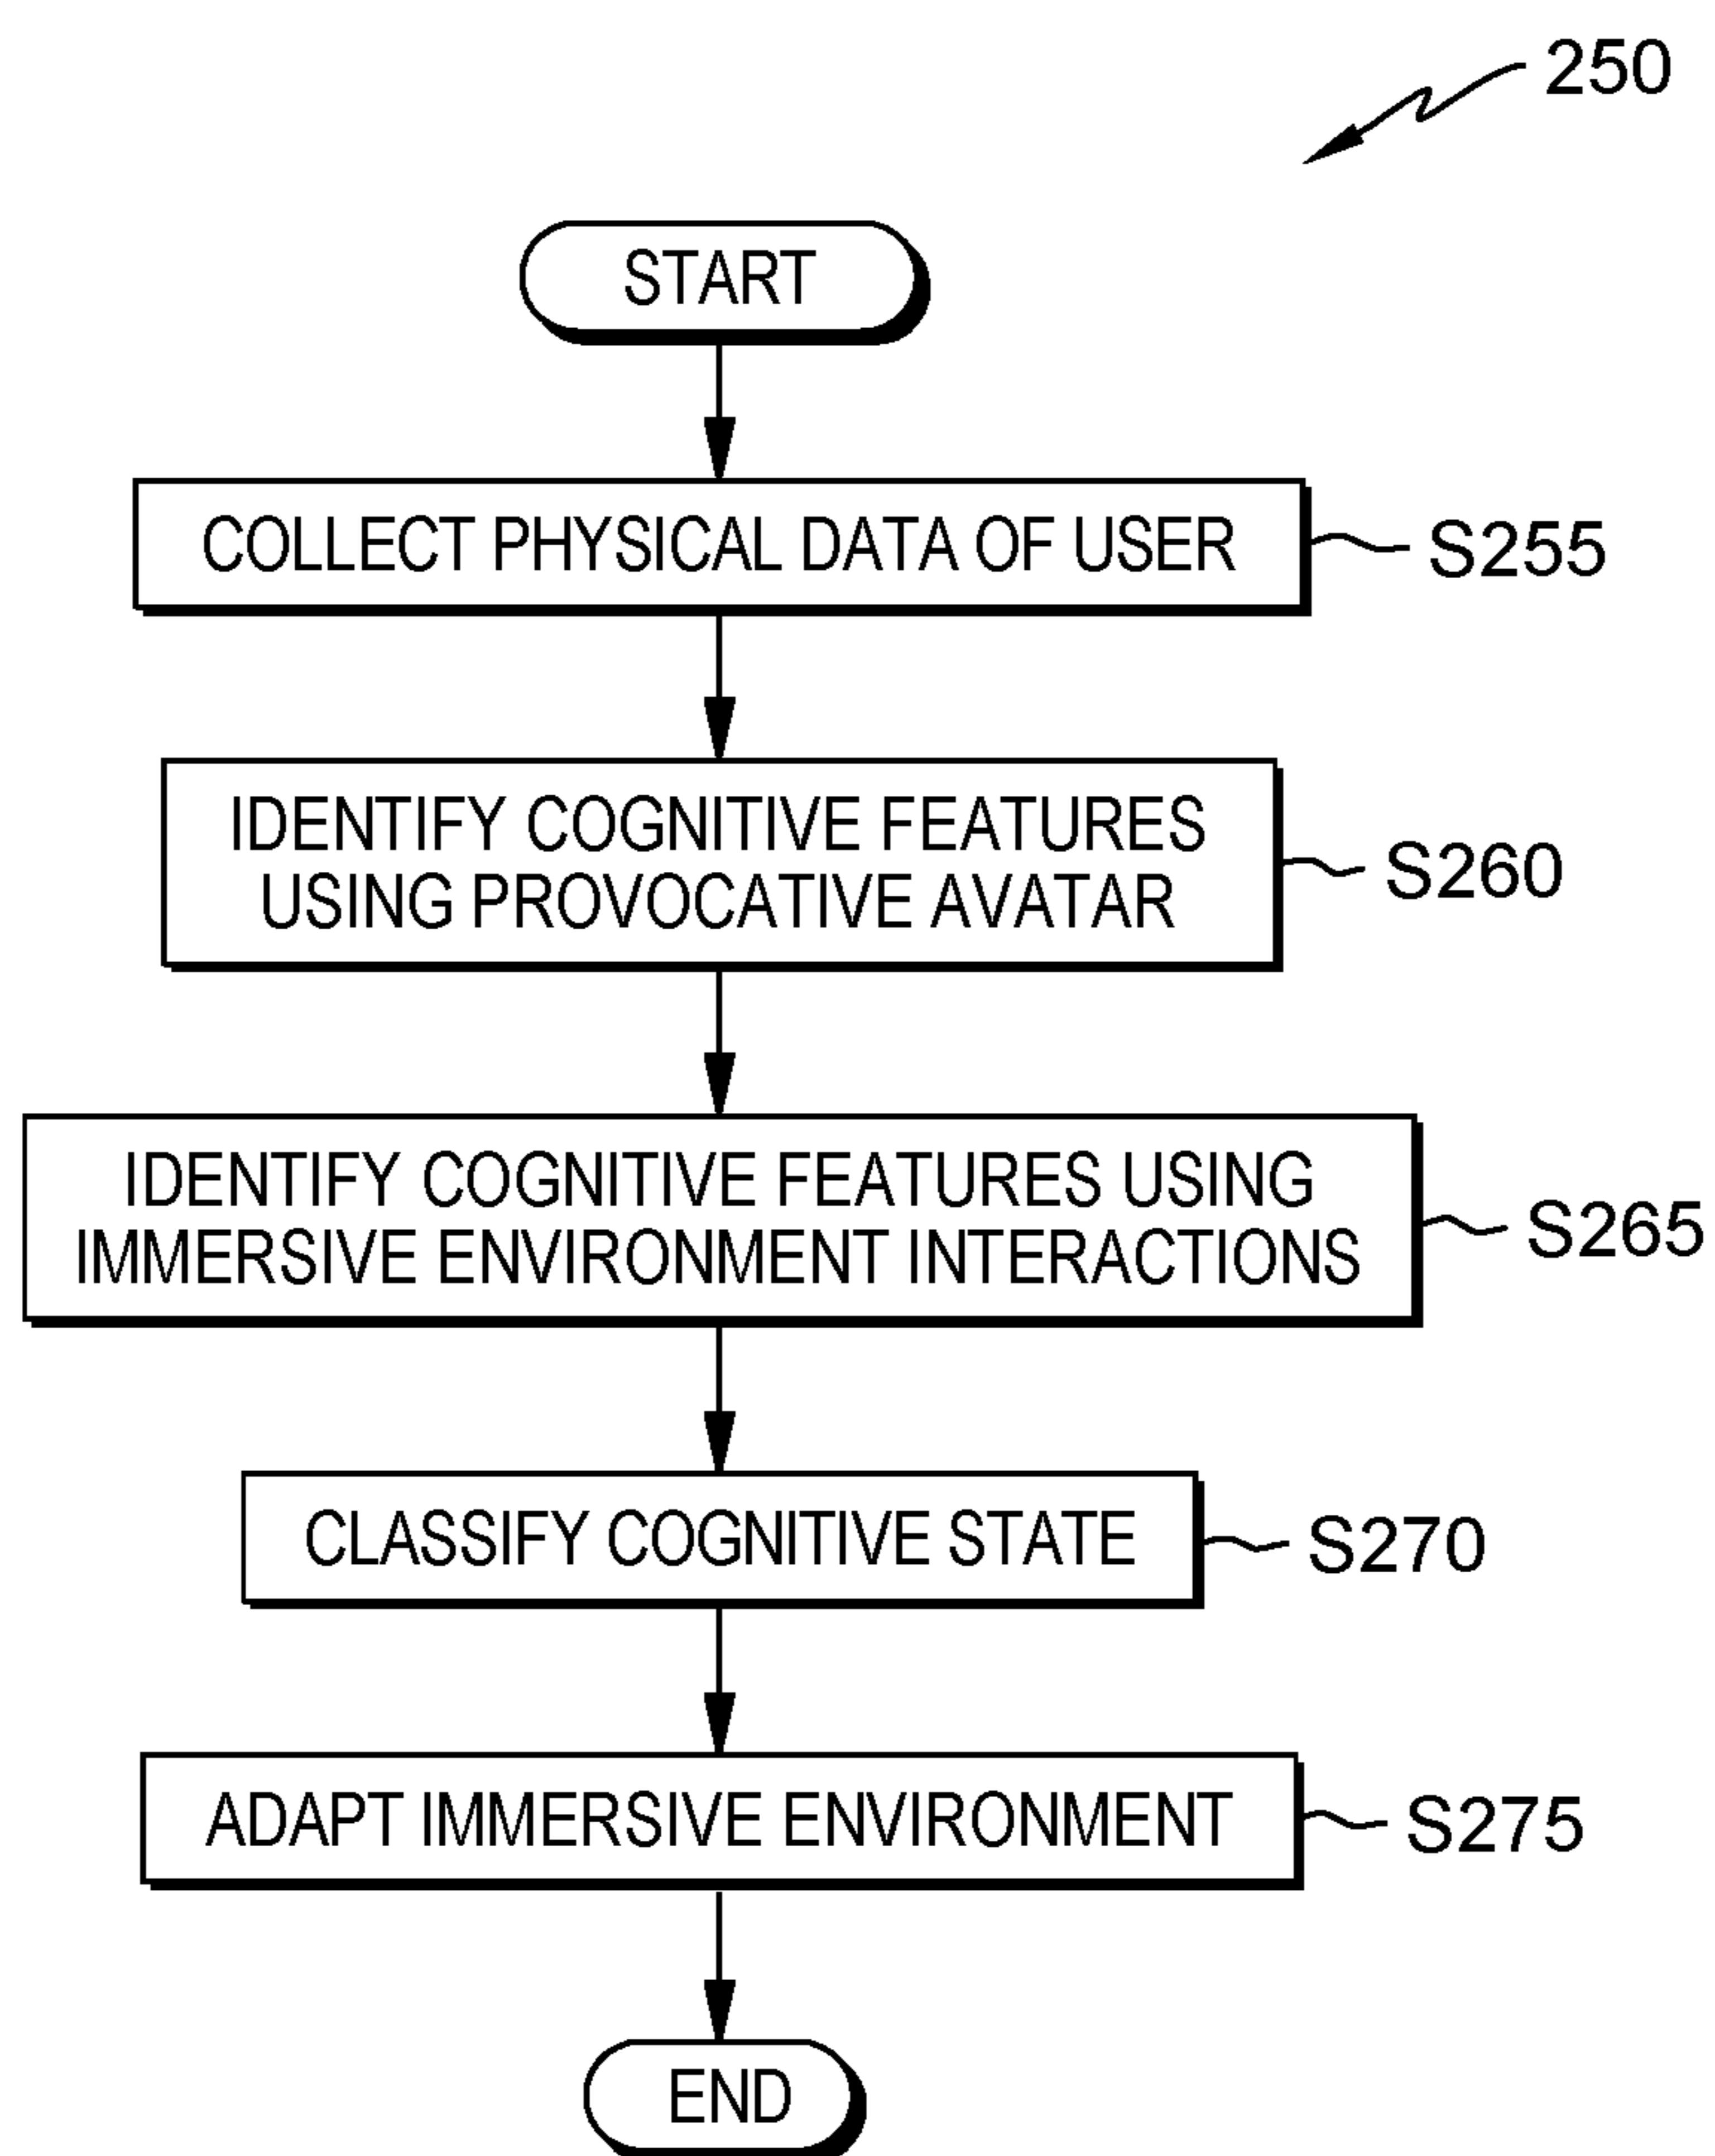 250
START
COLLECT PHYSICAL DATA OF USER
S255
IDENTIFY COGNITIVE FEATURES
USING PROVOCATIVE AVATAR
S260
IDENTIFY COGNITIVE FEATURES USING
IMMERSIVE ENVIRONMENT INTERACTIONS
S265
CLASSIFY COGNITIVE STATE
S270
ADAPT IMMERSIVE ENVIRONMENT
S275
END